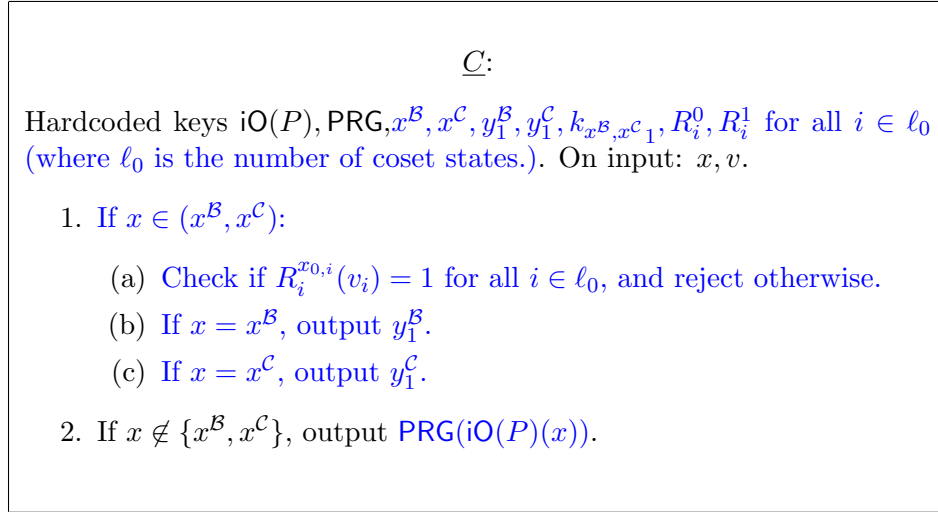 C:
Hardcoded keys iO(P), PRG,x^B, x^C, y_1^B, y_1^C, k_{x^B,x^C 1}, R_i^0, R_i^1 for all i ∈ ℓ_0
(where ℓ_0 is the number of coset states.). On input: x, v.
1. If x ∈ (x^B, x^C):
(a) Check if R_i^{x_{0,i}}(v_i) = 1 for all i ∈ ℓ_0, and reject otherwise.
(b) If x = x^B, output y_1^B.
(c) If x = x^C, output y_1^C.
2. If x ∉ {x^B, x^C}, output PRG(iO(P)(x)).